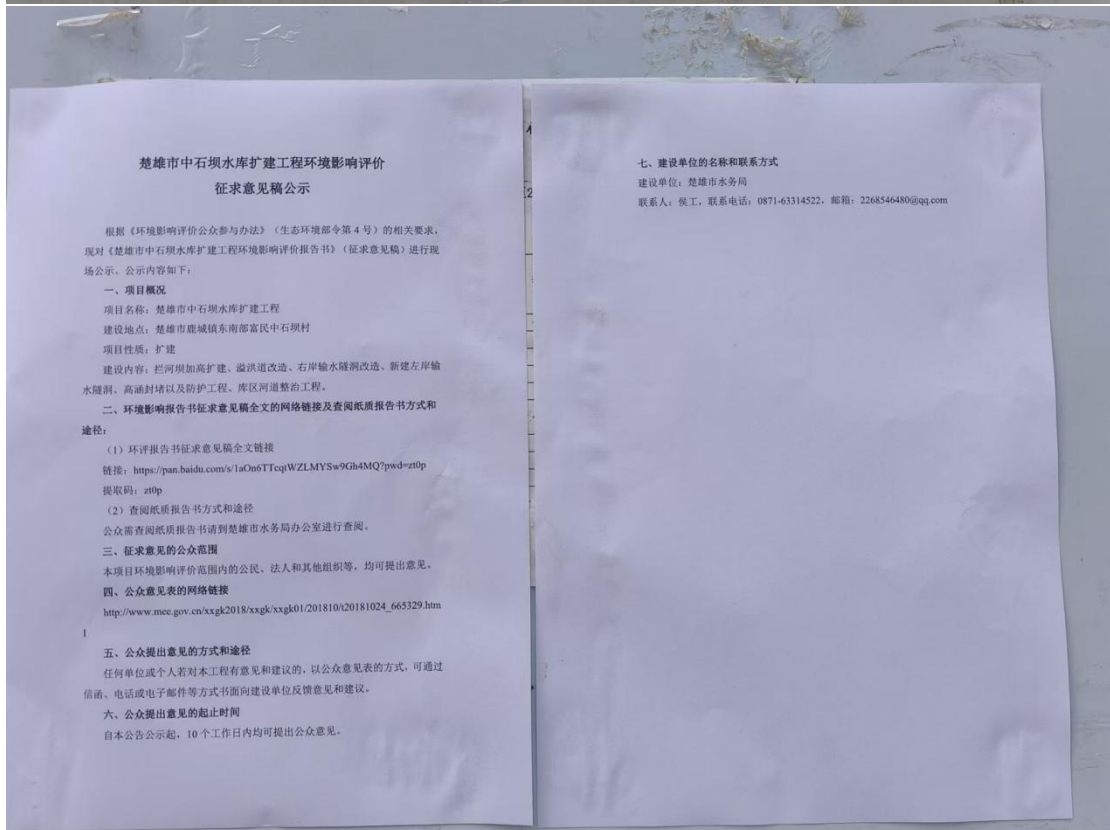 楚雄市中石坝水库扩建工程环境影响评价
征求意见稿公示
根据《环境影响评价公众参与办法》（生态环境部令第 4 号）的相关要求，
现对《楚雄市中石坝水库扩建工程环境影响评价报告书》（征求意见稿）进行现
场公示。公示内容如下：
一、项目概况
项目名称：楚雄市中石坝水库扩建工程
建设地点：楚雄市鹿城镇东南部富民中石坝村
项目性质：扩建
建设内容：拦河坝加高扩建、溢洪道改造、右岸输水隧洞改造、新建左岸输
水隧洞、高涵封堵以及防护工程、库区河道整治工程。
二、环境影响报告书征求意见稿全文的网络链接及查阅纸质报告书方式和
途径：
（1）环评报告书征求意见稿全文链接
链接：https://pan.baidu.com/s/1aOn6TTcqtWZLMYSw9Gh4MQ?pwd=zt0p
提取码：zt0p
（2）查阅纸质报告书方式和途径
公众需查阅纸质报告书请到楚雄市水务局办公室进行查阅。
三、征求意见的公众范围
本项目环境影响评价范围内的公民、法人和其他组织等，均可提出意见。
四、公众意见表的网络链接
http://www.mee.gov.cn/xxgk2018/xxgk/xxgk01/201810/t20181024_665329.htm
l
五、公众提出意见的方式和途径
任何单位或个人若对本工程有意见和建议的，以公众意见表的方式，可通过
信函、电话或电子邮件等方式书面向建设单位反馈意见和建议。
六、公众提出意见的起止时间
自本公告公示起，10 个工作日内均可提出公众意见。
七、建设单位的名称和联系方式
建设单位：楚雄市水务局
联系人：侯工，联系电话：0871-63314522，邮箱：2268546480@qq.com